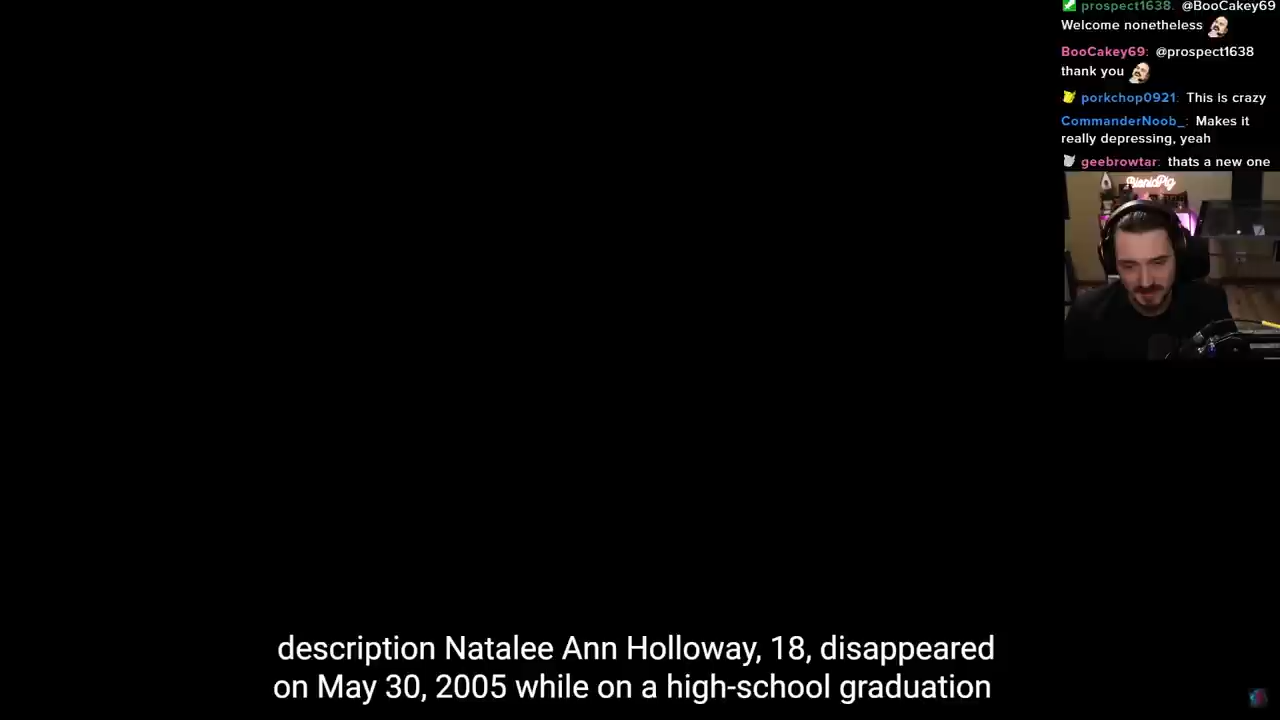 prospect1638: @BooCakey69
Welcome nonetheless
BooCakey69: @prospect1638
thank you
porkchop0921: This is crazy
CommanderNoob_: Makes it
really depressing, yeah
geebrowtar: thats a new one
BionicPig
description Natalee Ann Holloway, 18, disappeared
on May 30, 2005 while on a high-school graduation